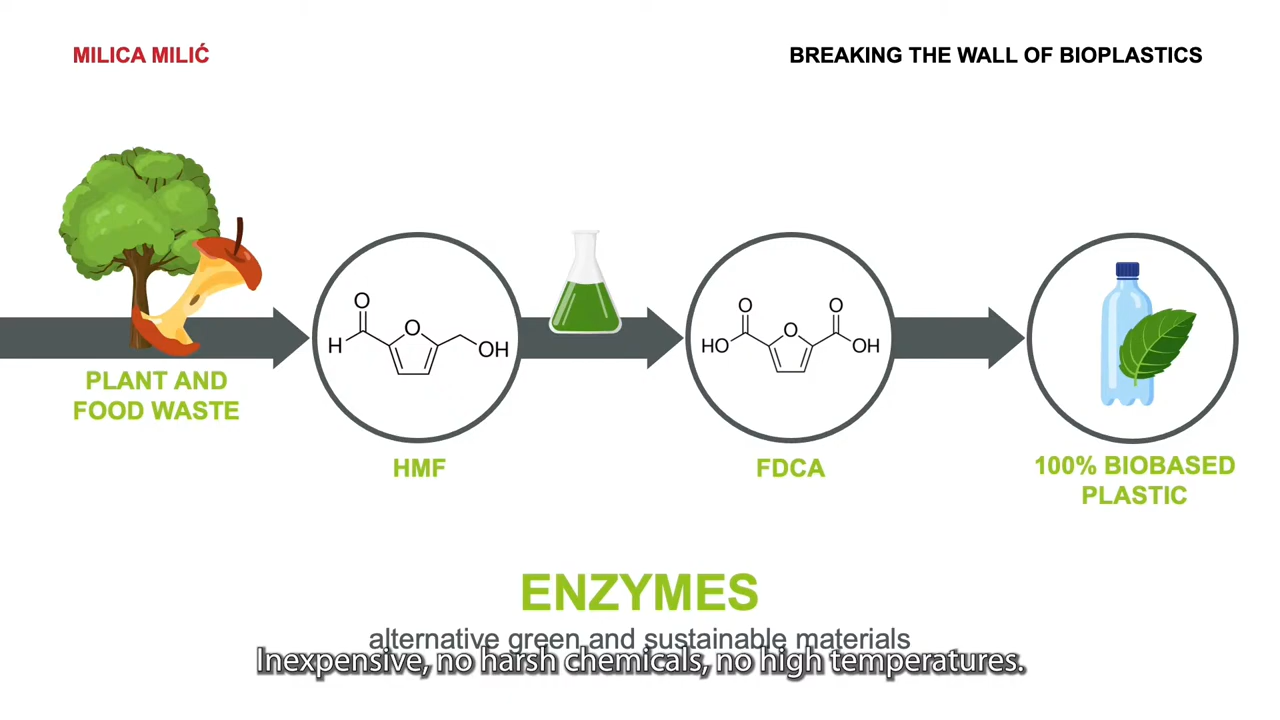 MILICA MILIĆ
BREAKING THE WALL OF BIOPLASTICS
O
H
O
OH
O
HO
O
O
OH
PLANT AND
FOOD WASTE
HMF
FDCA
100% BIOBASED
PLASTIC
ENZYMES
alternative green and sustainable materials
Inexpensive, no harsh chemicals, no high temperatures.